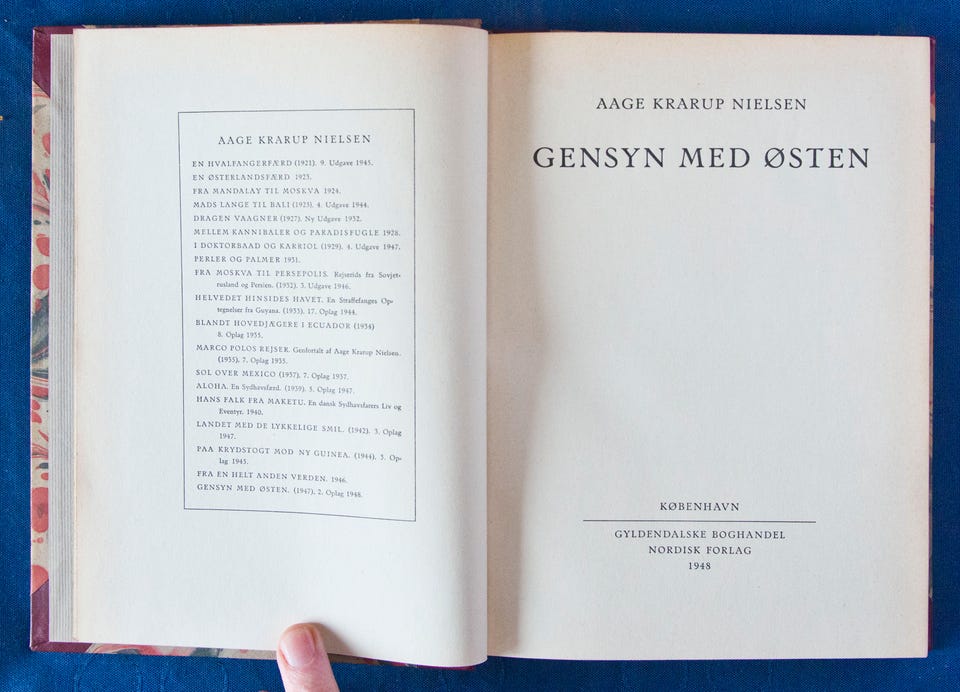 AAGE KRARUP NIELSEN
EN HVALFANGERFÆRD (1921). 9. Udgave 1945.
EN ØSTERLANDSFÆRD 1923.
FRA MANDALAY TIL MOSKVA 1924.
MADS LANGE TIL BALI (1925). 4. Udgave 1944.
DRAGEN VAAGNER (1927). Ny Udgave 1932.
MELLEM KANNIBALER OG PARADISFUGLE 1928.
I DOKTORBAAD OG KARRIOL (1929). 4. Udgave 1947.
PERLER OG PALMER 1931.
FRA MOSKVA TIL PERSEPOLIS. Rejserids fra Sovjet-
rusland og Persien. (1932). 3. Udgave 1946.
HELVEDET HINSIDES HAVET. En Straffefanges Op-
tegnelser fra Guyana. (1933). 17. Oplag 1944.
BLANDT HOVEDJÆGERE I ECUADOR (1934)
8. Oplag 1935.
MARCO POLOS REJSER. Genfortalt af Aage Krarup Nielsen.
(1935). 7. Oplag 1935.
SOL OVER MEXICO (1937). 7. Oplag 1937.
ALOHA. En Sydhavsfærd. (1939). 5. Oplag 1947.
HANS FALK FRA MAKETU. En dansk Sydhavsfarers Liv og
Eventyr. 1940.
LANDET MED DE LYKKELIGE SMIL. (1942). 3. Oplag
1947.
PAA KRYDSTOGT MOD NY GUINEA. (1944). 5. Op-
lag 1945.
FRA EN HELT ANDEN VERDEN. 1946.
GENSYN MED ØSTEN. (1947), 2. Oplag 1948.
AAGE KRARUP NIELSEN
GENSYN MED ØSTEN
KØBENHAVN
GYLDENDALSKE BOGHANDEL
NORDISK FORLAG
1948